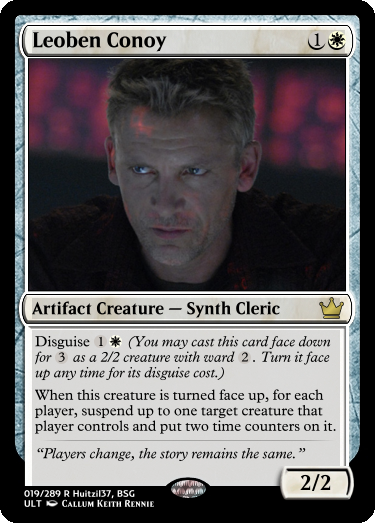 Leoben Conoy 1
Artifact Creature — Synth Cleric
Disguise 1 (You may cast this card face down
for 3 as a 2/2 creature with ward 2. Turn it face
up any time for its disguise cost.)
When this creature is turned face up, for each
player, suspend up to one target creature that
player controls and put two time counters on it.
“Players change, the story remains the same.”
2/2
019/289 R Huitzil37, BSG
ULT Callum Keith Rennie